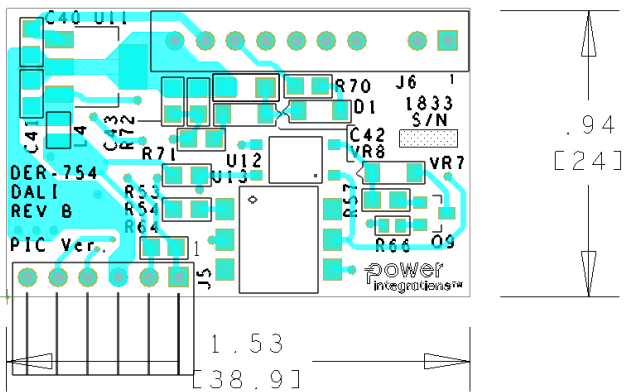 C40 U11
J6 1
R70
D1
1833
S/N
C41
L4
C43
R72
C42
R71
U12
VR8
VR7
U13
DER-754
DALI
REV B
R53
R54
R64
R57
PIC Ver.
1
R66
Q9
J5
power
integrations™
.94
[24]
1.53
[38.9]